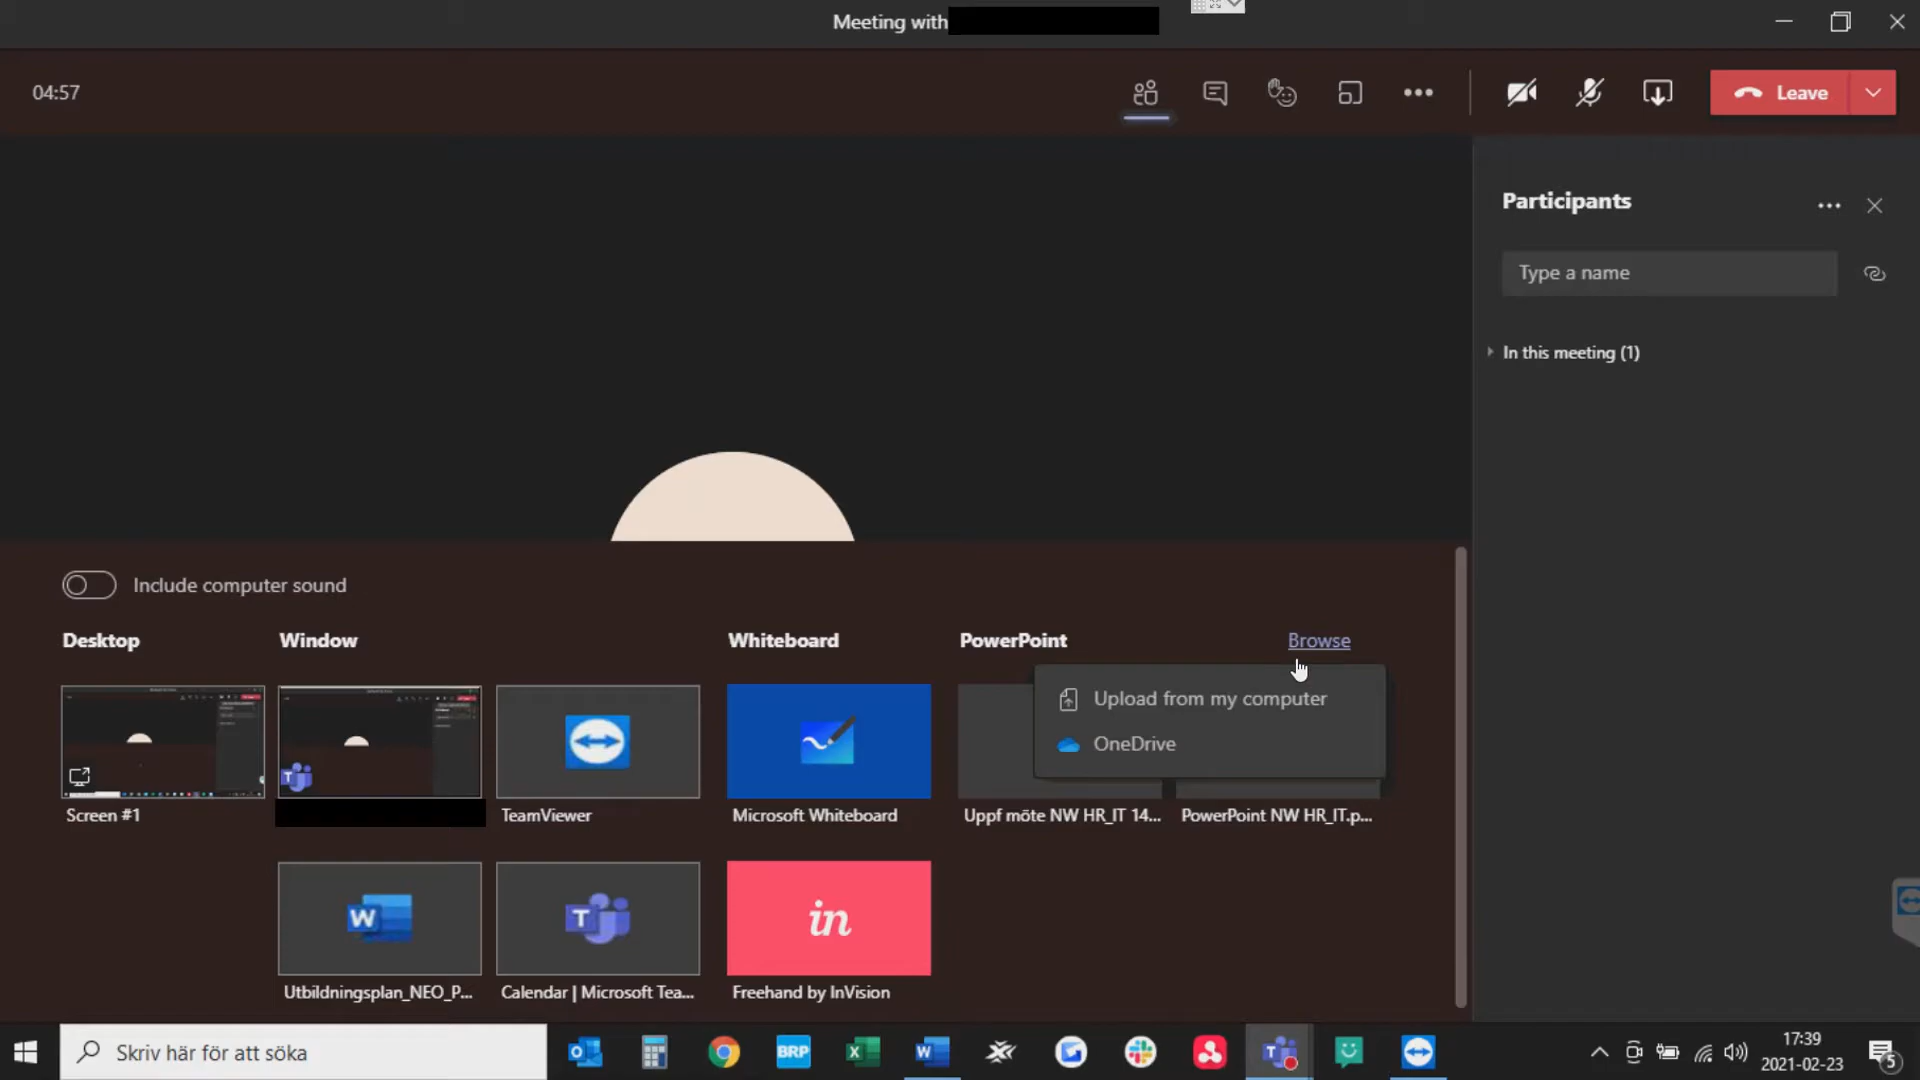 Meeting with
04:57
Leave
Participants
Type a name
In this meeting (1)
Include computer sound
Desktop
Window
Whiteboard
PowerPoint
Browse
Upload from my computer
OneDrive
Screen #1
TeamViewer
Microsoft Whiteboard
Uppf möte NW HR_IT 14...
PowerPoint NW HR_IT.p...
W
T
in
Utbildningsplan_NEO_P...
Calendar | Microsoft Tea...
Freehand by InVision
Skriv här för att söka
BRP
17:39
2021-02-23
5